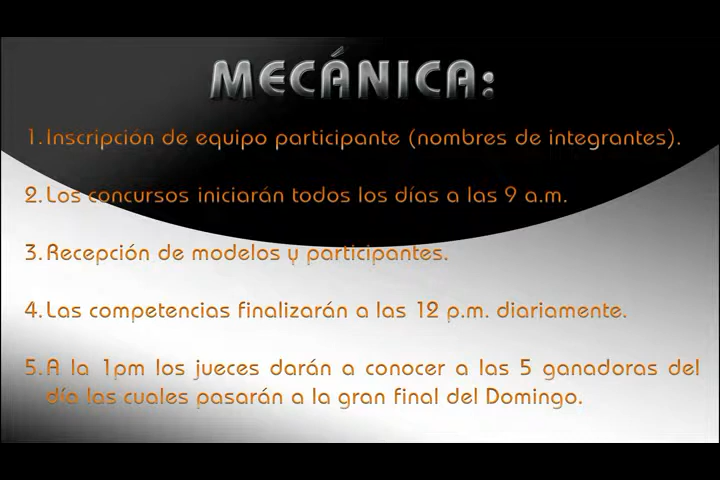 MECÁNICA:
1. Inscripción de equipo participante (nombres de integrantes).
2. Los concursos iniciarán todos los días a las 9 a.m.
3. Recepción de modelos y participantes.
4. Las competencias finalizarán a las 12 p.m. diariamente.
5. A la 1pm los jueces darán a conocer a las 5 ganadoras del
día las cuales pasarán a la gran final del Domingo.